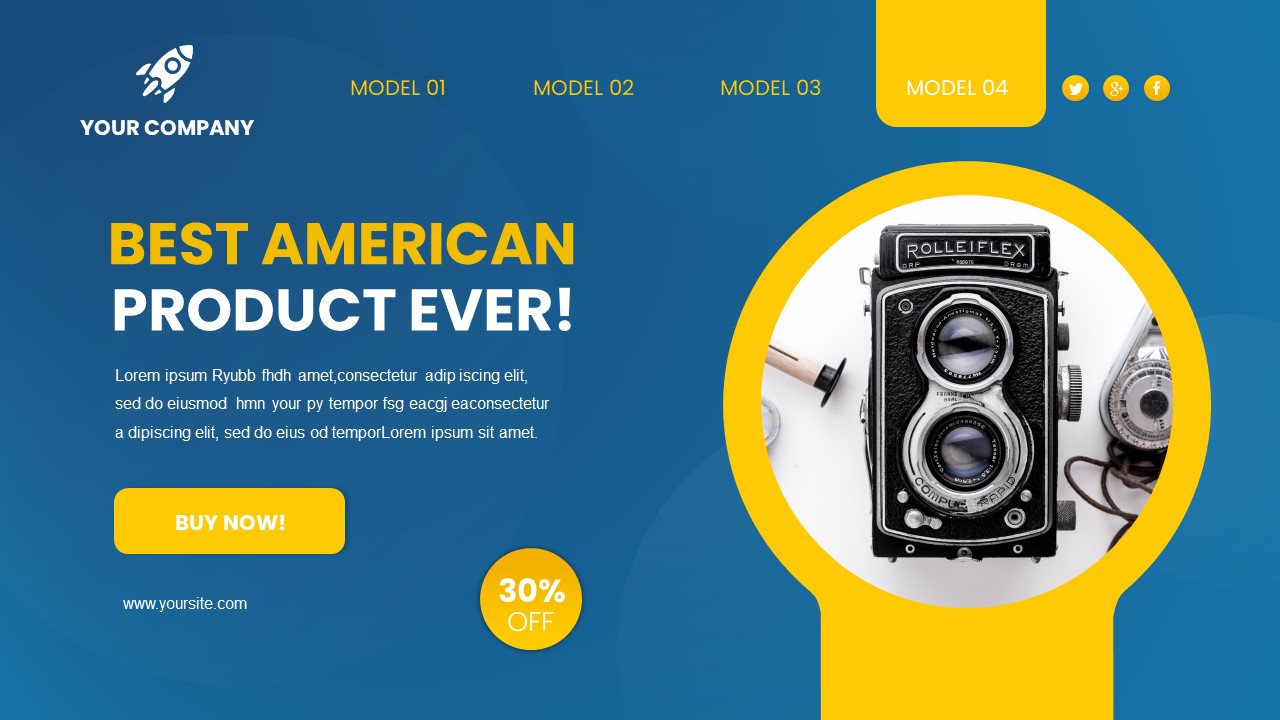 YOUR COMPANY
MODEL 01
MODEL 02
MODEL 03
MODEL 04
BEST AMERICAN
PRODUCT EVER!
Lorem ipsum Ryubb fhdh amet,consectetur adip iscing elit,
sed do eiusmod hmn your py tempor fsg eacgj eaconsectetur
a dipiscing elit, sed do eius od temporLorem ipsum sit amet.
BUY NOW!
www.yoursite.com
30%
OFF
ROLLEIFLEX
DRP DRGM
COMPUR RAPID